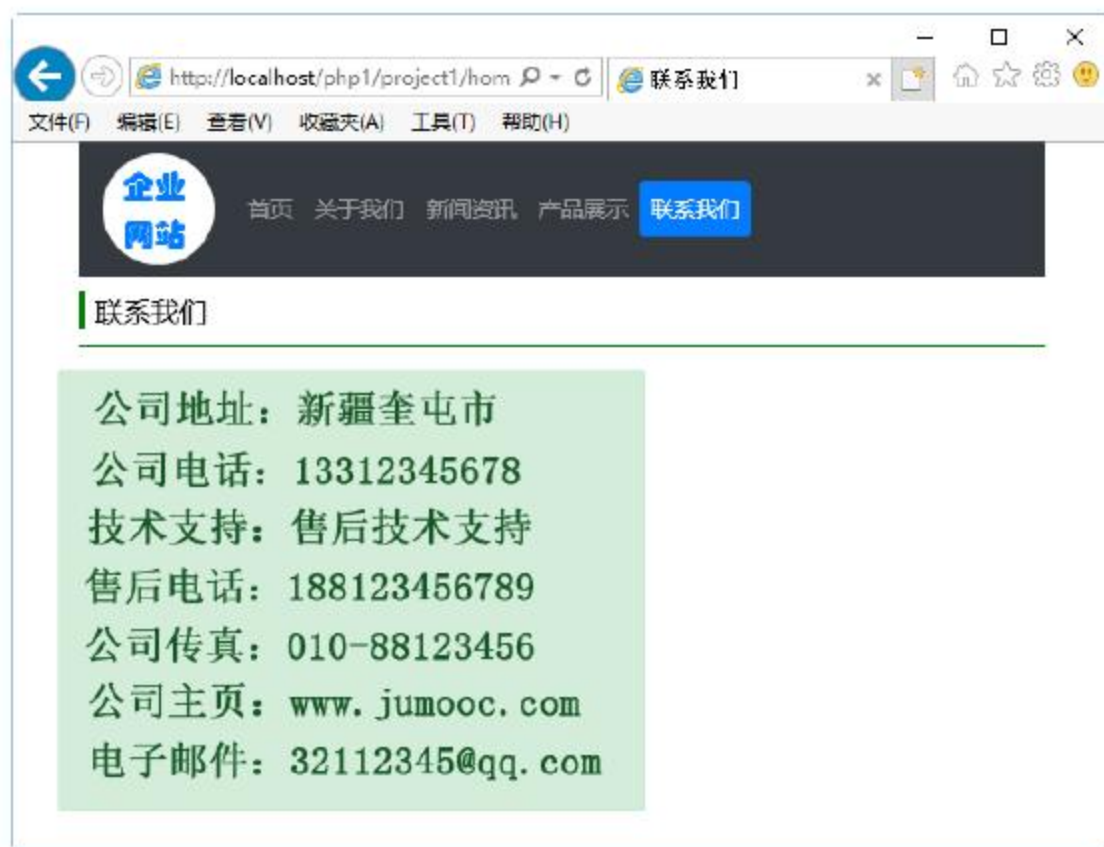 http://localhost/php1/project1/hom
联系我们
文件(F) 编辑(E) 查看(V) 收藏夹(A) 工具(T) 帮助(H)
企业
网站
首页 关于我们 新闻资讯 产品展示 联系我们
联系我们
公司地址：新疆奎屯市
公司电话：13312345678
技术支持：售后技术支持
售后电话：188123456789
公司传真：010-88123456
公司主页：www.jumooc.com
电子邮件：32112345@qq.com